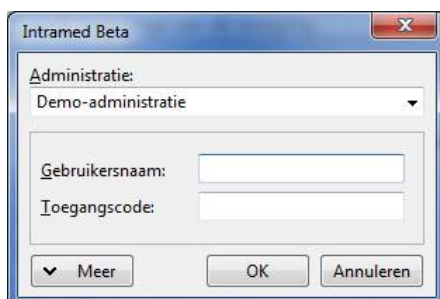 Intramed Beta
Administratie:
Demo-administratie
Gebruikersnaam:
Toegangscode:
Meer OK Annuleren